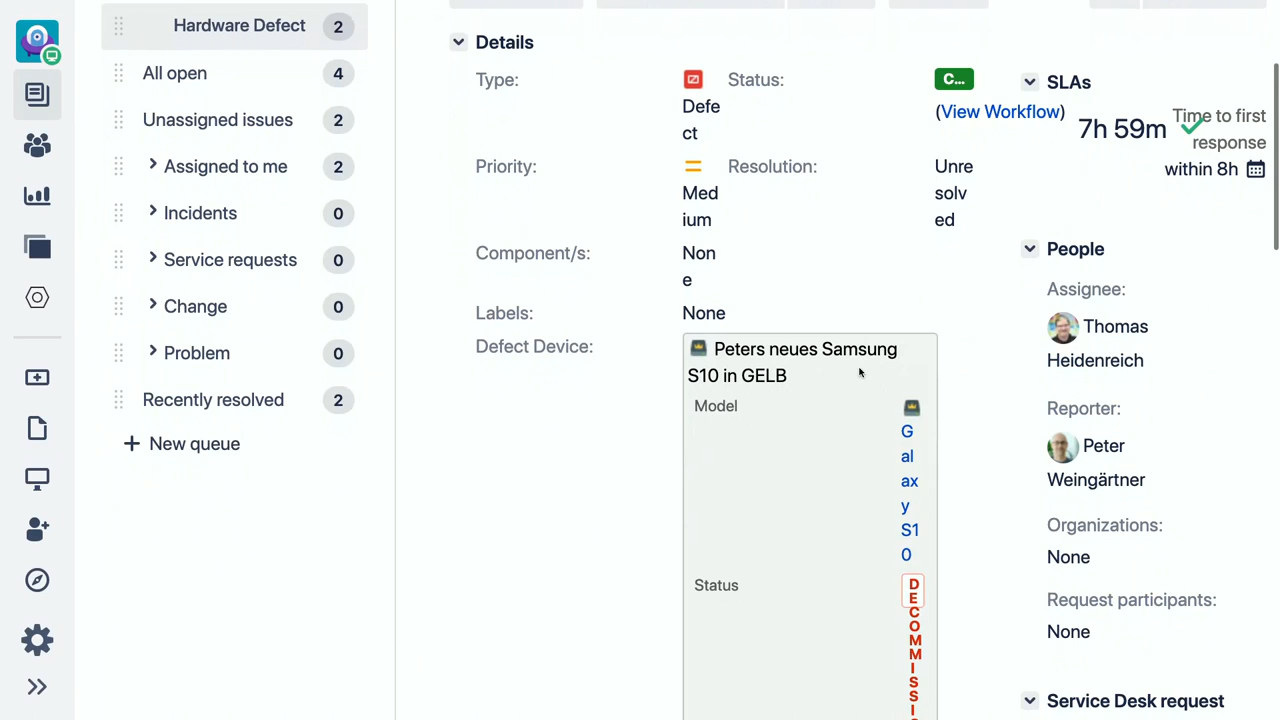 Hardware Defect 2
All open 4
Unassigned issues 2
Assigned to me 2
Incidents 0
Service requests 0
Change 0
Problem 0
Recently resolved 2
New queue
Details
Type:
Defe
ct
Status:
C...
(View Workflow)
Priority:
Med
ium
Resolution:
Unre
solv
ed
Component/s:
Non
e
Labels:
None
Defect Device:
Peters neues Samsung
S10 in GELB
Model
G
al
ax
y
S1
0
Status
D
E
C
O
M
M
I
S
S
I
SLAs
7h 59m
Time to first
response
within 8h
People
Assignee:
Thomas
Heidenreich
Reporter:
Peter
Weingärtner
Organizations:
None
Request participants:
None
Service Desk request